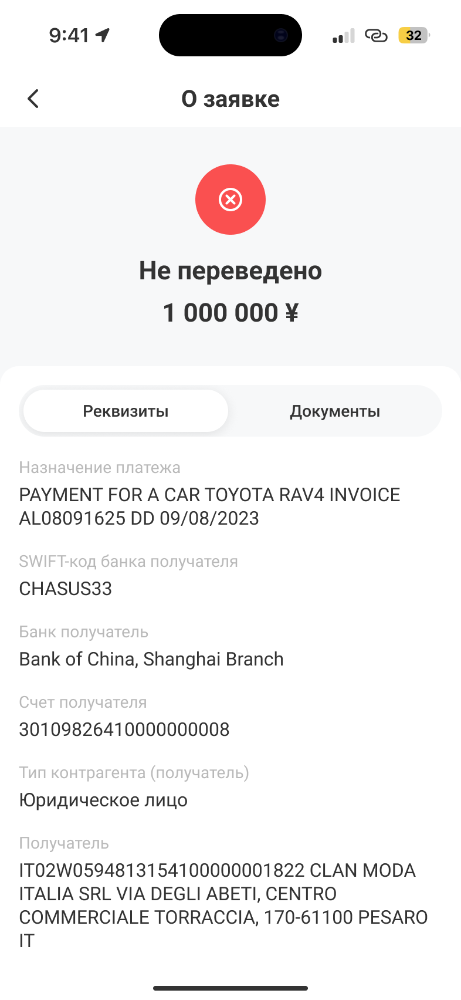 9:41
32
О заявке
Не переведено
1 000 000 ¥
Реквизиты
Документы
Назначение платежа
PAYMENT FOR A CAR TOYOTA RAV4 INVOICE
AL08091625 DD 09/08/2023
SWIFT-код банка получателя
CHASUS33
Банк получатель
Bank of China, Shanghai Branch
Счет получателя
30109826410000000008
Тип контрагента (получатель)
Юридическое лицо
Получатель
IT02W0594813154100000001822 CLAN MODA
ITALIA SRL VIA DEGLI ABETI, CENTRO
COMMERCIALE TORRACCIA, 170-61100 PESARO
IT